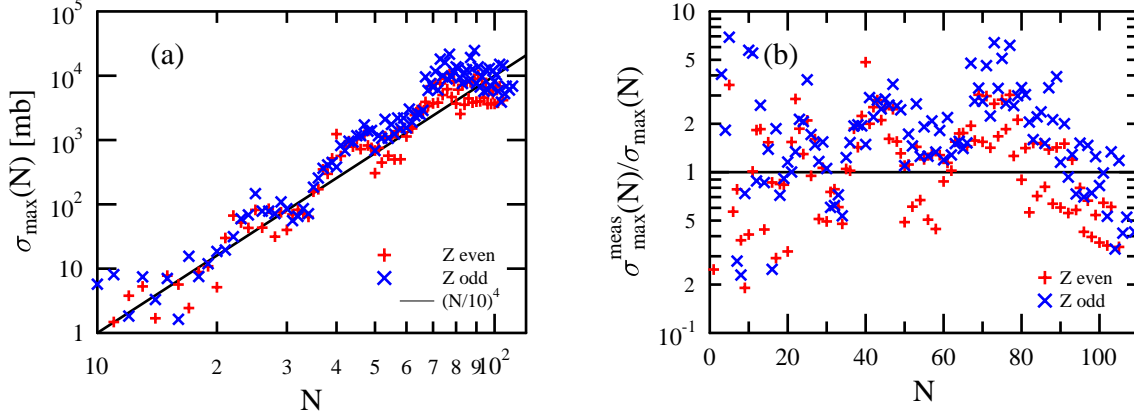 (a)
σmax(N) [mb]
10^5
10^4
10^3
10^2
10
1
10 2 3 4 5 6 7 8 9 10^2
N
Z even
Z odd
(N/10)^4
(b)
σ^meas_max(N)/σmax(N)
10
5
2
1
5
2
10^-1
0 20 40 60 80 100
N
Z even
Z odd